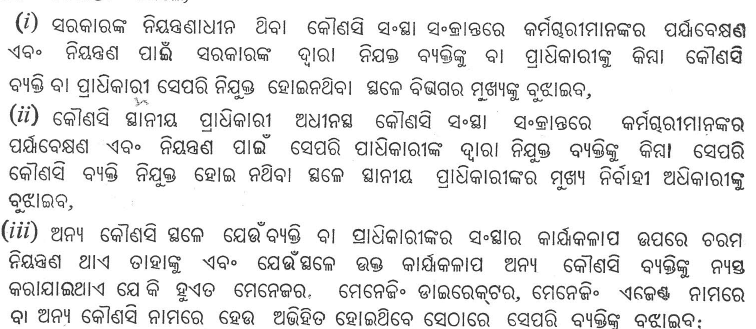 (i) ସରକାରଙ୍କ ନିୟନ୍ତ୍ରଣାଧୀନ ଥିବା କୌଣସି ସଂସ୍ଥା ସଂକ୍ରାନ୍ତରେ କର୍ମଚାରୀମାନଙ୍କର ପର୍ଯ୍ୟବେକ୍ଷଣ
ଏବଂ ନିୟନ୍ତ୍ରଣ ପାଇଁ ସରକାରଙ୍କ ଦ୍ୱାରା ନିଯକ୍ତ ବ୍ୟକ୍ତିଙ୍କୁ ବା ପ୍ରାଧିକାରୀଙ୍କୁ କିମ୍ବା କୌଣସି
ବ୍ୟକ୍ତି ବା ପ୍ରାଧିକାରୀ ସେପରି ନିଯୁକ୍ତ ହୋଇନଥିବା ସ୍ଥଳେ ବିଭାଗର ମୁଖ୍ୟଙ୍କୁ ବୁଝାଇବ,
(ii) କୌଣସି ସ୍ଥାନୀୟ ପ୍ରାଧିକାରୀ ଅଧୀନସ୍ଥ କୌଣସି ସଂସ୍ଥା ସଂକ୍ରାନ୍ତରେ କର୍ମଚାରୀମାନଙ୍କର
ପର୍ଯ୍ୟବେକ୍ଷଣ ଏବଂ ନିୟନ୍ତ୍ରଣ ପାଇଁ ସେପରି ପାଧିକାରୀଙ୍କ ଦ୍ୱାରା ନିଯୁକ୍ତ ବ୍ୟକ୍ତିଙ୍କୁ କିମ୍ବା ସେପରି
କୌଣସି ବ୍ୟକ୍ତି ନିଯୁକ୍ତ ହୋଇ ନଥିବା ସ୍ଥଳେ ସ୍ଥାନୀୟ ପ୍ରାଧିକାରୀଙ୍କର ମୁଖ୍ୟ ନିର୍ବାହୀ ଅଧିକାରୀଙ୍କୁ
ବୁଝାଇବ,
(iii) ଅନ୍ୟ କୌଣସି ସ୍ଥଳେ ଯେଉଁ ବ୍ୟକ୍ତି ବା ପ୍ରାଧିକାରୀଙ୍କର ସଂସ୍ଥାର କାର୍ଯ୍ୟକଳାପ ଉପରେ ଚରମ
ନିୟନ୍ତ୍ରଣ ଥାଏ ତାହାଙ୍କୁ ଏବଂ ଯେଉଁ ସ୍ଥଳେ ଉକ୍ତ କାର୍ଯ୍ୟକଳାପ ଅନ୍ୟ କୌଣସି ବ୍ୟକ୍ତିଙ୍କୁ ନ୍ୟସ୍ତ
କରାଯାଇଥାଏ ଯେ କି ହୁଏତ ମେନେଜର, ମେନେଜିଂ ଡାଇରେକ୍ଟର, ମେନେଜିଂ ଏଜେଣ୍ଟ ନାମରେ
ବା ଅନ୍ୟ କୌଣସି ନାମରେ ହେଉ ଅଭିହିତ ହୋଇଥିବେ ସେଠାରେ ସେପରି ବ୍ୟକ୍ତିଙ୍କୁ ବୁଝାଇବ;